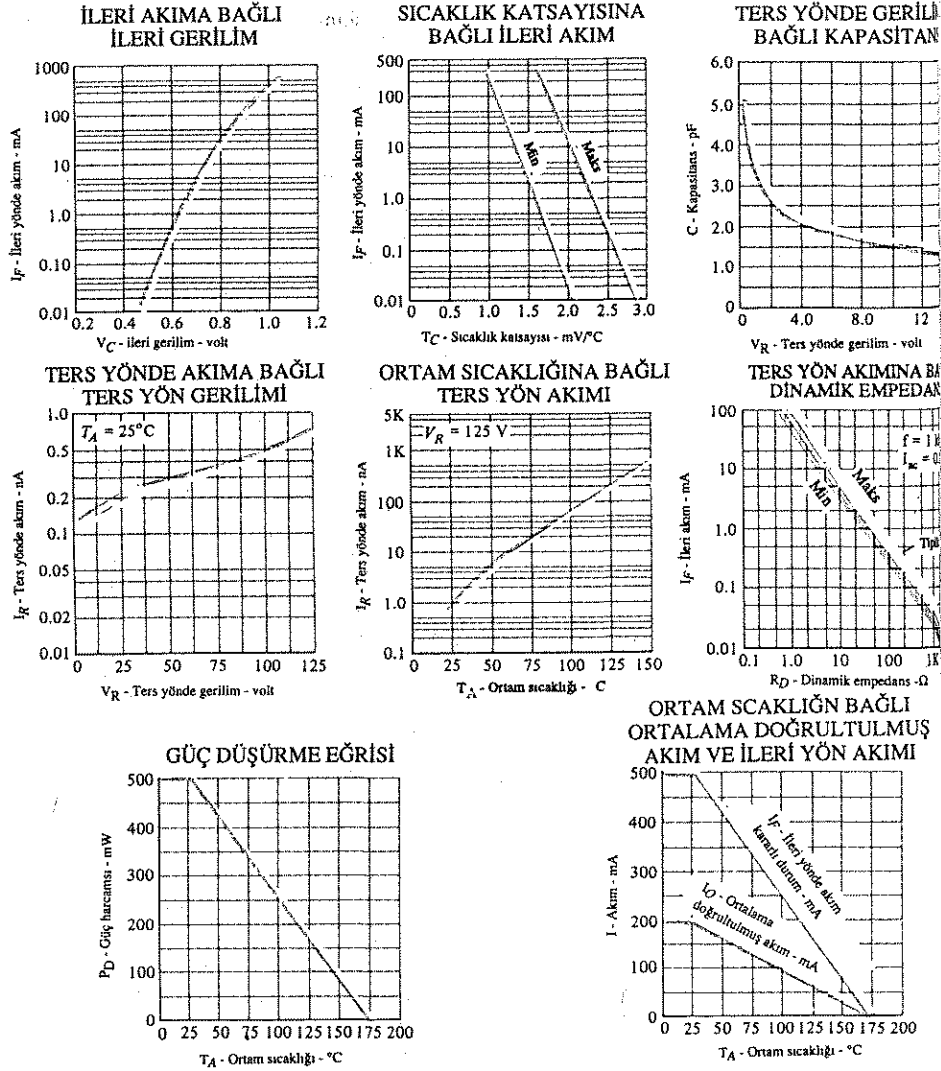 İLERİ AKIMA BAĞLI
İLERİ GERİLIM
1000
100
10
1.0
0.10
0.01
0.2 0.4 0.6 0.8 1.0 1.2
I_F - İleri yönde akım - mA
V_C - ileri gerilim - volt
SICAKLIK KATSAYISINA
BAĞLI İLERİ AKIM
500
100
10
1.0
0.10
0.01
0 0.5 1.0 1.5 2.0 2.5 3.0
I_F - İleri yönde akım - mA
Min
Maks
T_C - Sıcaklık katsayısı - mV/°C
TERS YÖNDE GERİLİ
BAĞLI KAPASİTAN
6.0
5.0
4.0
3.0
2.0
1.0
0
0 4.0 8.0 12
C - Kapasitans - pF
V_R - Ters yönde gerilim - volt
TERS YÖNDE AKIMA BAĞLI
TERS YÖN GERİLİMİ
T_A = 25°C
1.0
0.5
0.2
0.1
0.04
0.02
0.01
0 25 50 75 100 125
I_R - Ters yönde akım - nA
V_R - Ters yönde gerilim - volt
ORTAM SICAKLIĞINA BAĞLI
TERS YÖN AKIMI
V_R = 125 V
5K
1K
100
10
1.0
0.1
0 25 50 75 100 125 150
I_R - Ters yönde akım - nA
T_A - Ortam sıcaklığı - C
TERS YÖN AKIMINA BA
DİNAMİK EMPEDAN
100
10
1.0
0.1
0.01
0.1 1.0 10 100 1K
I_F - İleri akım - mA
f = 1 k
I_ac = 0
Min
Maks
Tipi
R_D - Dinamik empedans -Ω
GÜÇ DÜŞÜRME EĞRİSİ
500
400
300
200
100
0
0 25 50 75 100 125 150 175 200
P_D - Güç harcaması - mW
T_A - Ortam sıcaklığı - °C
ORTAM SCAKLIĞN BAĞLI
ORTALAMA DOĞRULTULMUŞ
AKIM VE İLERİ YÖN AKIMI
500
400
300
200
100
0
0 25 50 75 100 125 150 175 200
I - Akım - mA
I_F - İleri yönde akım
kararlı durum - mA
I_O - Ortalama
doğrultulmuş akım - mA
T_A - Ortam sıcaklığı - °C